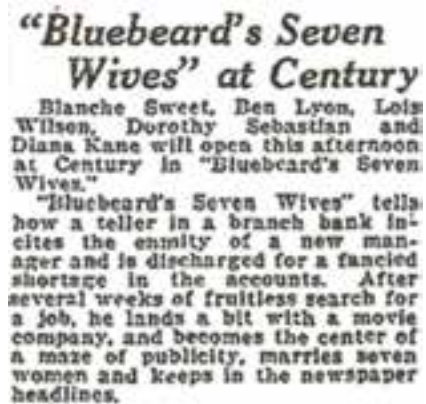 "Bluebeard's Seven
Wives" at Century
Blanche Sweet, Ben Lyon, Lois
Wilson, Dorothy Sebastian and
Diana Kane will open this afternoon
at Century in "Bluebeard's Seven
Wives."
"Bluebeard's Seven Wives" tells
how a teller in a branch bank in-
cites the enmity of a new man-
ager and is discharged for a fancied
shortage in the accounts. After
several weeks of fruitless search for
a job, he lands a bit with a movie
company, and becomes the center of
a maze of publicity, marries seven
women and keeps in the newspaper
headlines.